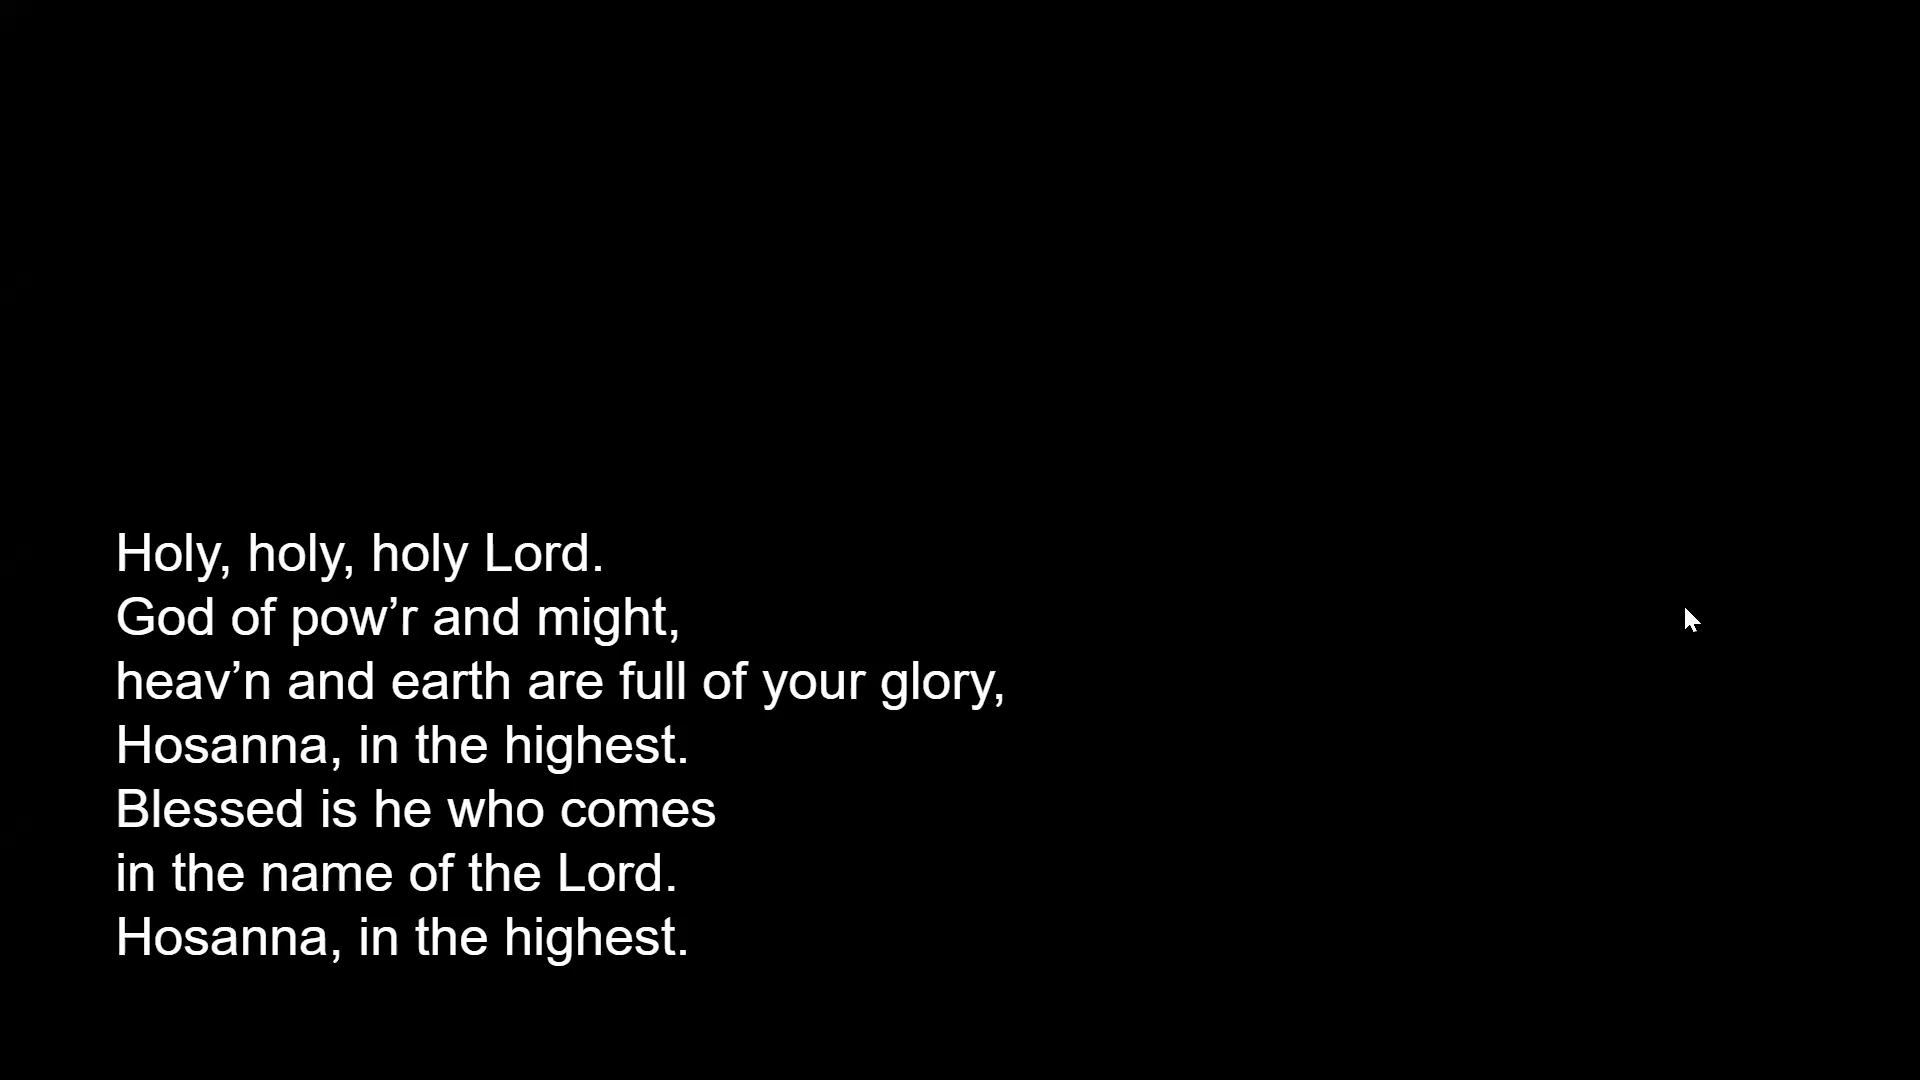 Holy, holy, holy Lord.
God of pow’r and might,
heav’n and earth are full of your glory,
Hosanna, in the highest.
Blessed is he who comes
in the name of the Lord.
Hosanna, in the highest.